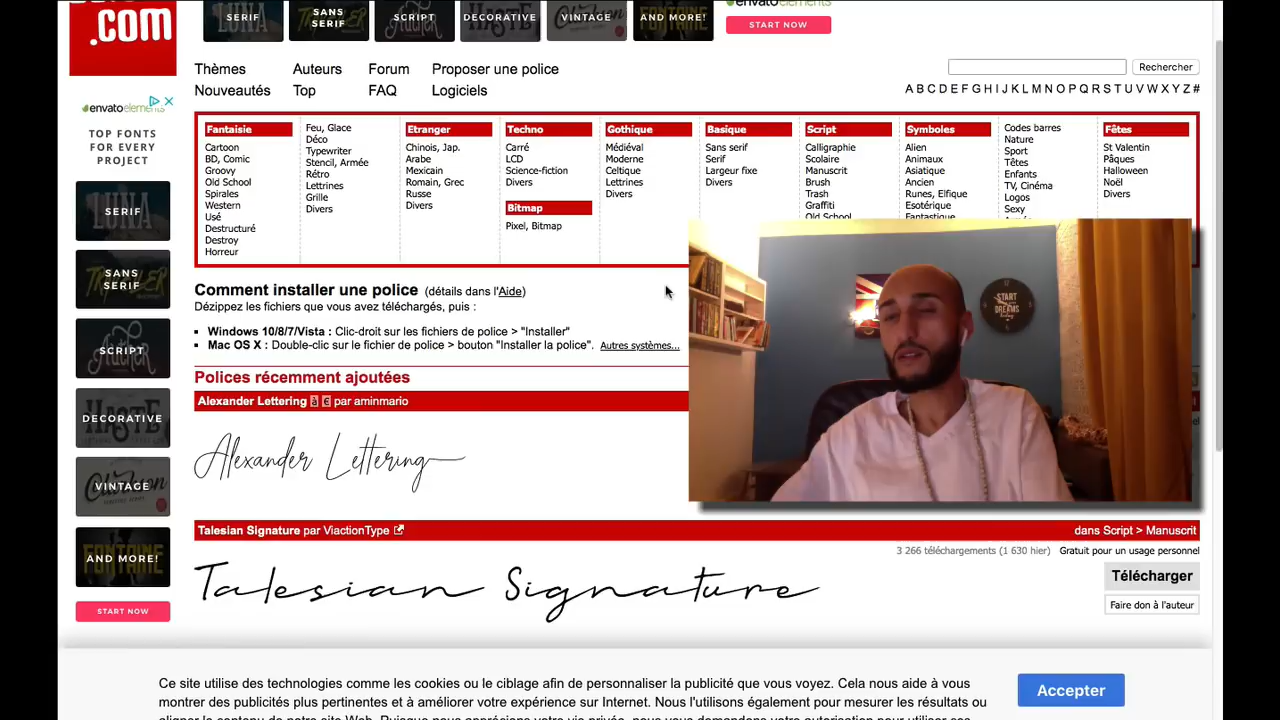 .com
SERIF
SANS SERIF
SCRIPT
DECORATIVE
VINTAGE
AND MORE!
envatoelements
START NOW
Thèmes Auteurs Forum Proposer une police
Nouveautés Top FAQ Logiciels
Rechercher
A B C D E F G H I J K L M N O P Q R S T U V W X Y Z #
envatoelements
TOP FONTS
FOR EVERY
PROJECT
SERIF
SANS
SERIF
SCRIPT
DECORATIVE
VINTAGE
AND MORE!
START NOW
Fantaisie
Cartoon
BD, Comic
Groovy
Old School
Spirales
Western
Usé
Destructuré
Destroy
Horreur
Feu, Glace
Déco
Typewriter
Stencil, Armée
Rétro
Lettrines
Grille
Divers
Etranger
Chinois, Jap.
Arabe
Mexicain
Romain, Grec
Russe
Divers
Techno
Carré
LCD
Science-fiction
Divers
Bitmap
Pixel, Bitmap
Gothique
Médiéval
Moderne
Celtique
Lettrines
Divers
Basique
Sans serif
Serif
Largeur fixe
Divers
Script
Calligraphie
Scolaire
Manuscrit
Brush
Trash
Graffiti
Old School
Symboles
Alien
Animaux
Asiatique
Ancien
Runes, Elfique
Esotérique
Fantastique
Codes barres
Nature
Sport
Têtes
Enfants
TV, Cinéma
Logos
Sexy
Fêtes
St Valentin
Pâques
Halloween
Noël
Divers
Comment installer une police (détails dans l'Aide)
Dézippez les fichiers que vous avez téléchargés, puis :
Windows 10/8/7/Vista : Clic-droit sur les fichiers de police > "Installer"
Mac OS X : Double-clic sur le fichier de police > bouton "Installer la police". Autres systèmes...
START
DREAMS
Polices récemment ajoutées
Alexander Lettering à € par aminmario
Alexander Lettering
Talesian Signature par ViactionType dans Script > Manuscrit
3 266 téléchargements (1 630 hier) Gratuit pour un usage personnel
Télécharger
Faire don à l'auteur
Talesian Signature
Ce site utilise des technologies comme les cookies ou le ciblage afin de personnaliser la publicité que vous voyez. Cela nous aide à vous
montrer des publicités plus pertinentes et à améliorer votre expérience sur Internet. Nous l'utilisons également pour mesurer les résultats ou
Accepter